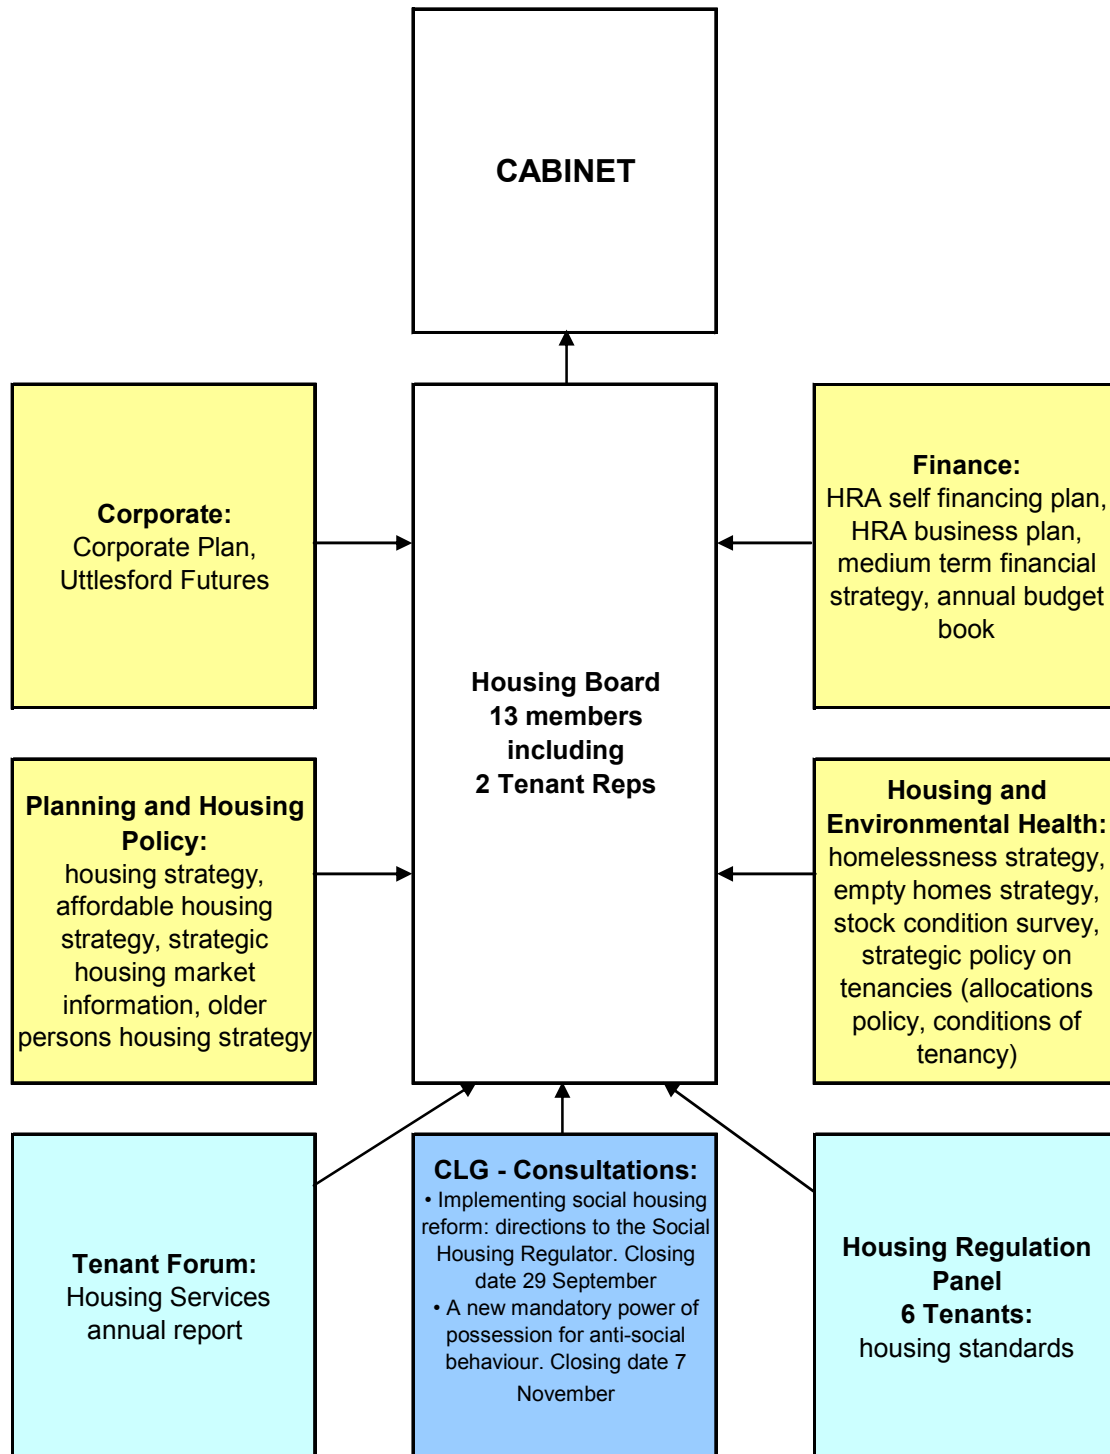 CABINET
Corporate:
Corporate Plan,
Uttlesford Futures
Finance:
HRA self financing plan,
HRA business plan,
medium term financial
strategy, annual budget
book
Housing Board
13 members
including
2 Tenant Reps
Planning and Housing
Policy:
housing strategy,
affordable housing
strategy, strategic
housing market
information, older
persons housing strategy
Housing and
Environmental Health:
homelessness strategy,
empty homes strategy,
stock condition survey,
strategic policy on
tenancies (allocations
policy, conditions of
tenancy)
Tenant Forum:
Housing Services
annual report
CLG - Consultations:
• Implementing social housing
reform: directions to the Social
Housing Regulator. Closing
date 29 September
• A new mandatory power of
possession for anti-social
behaviour. Closing date 7
November
Housing Regulation
Panel
6 Tenants:
housing standards